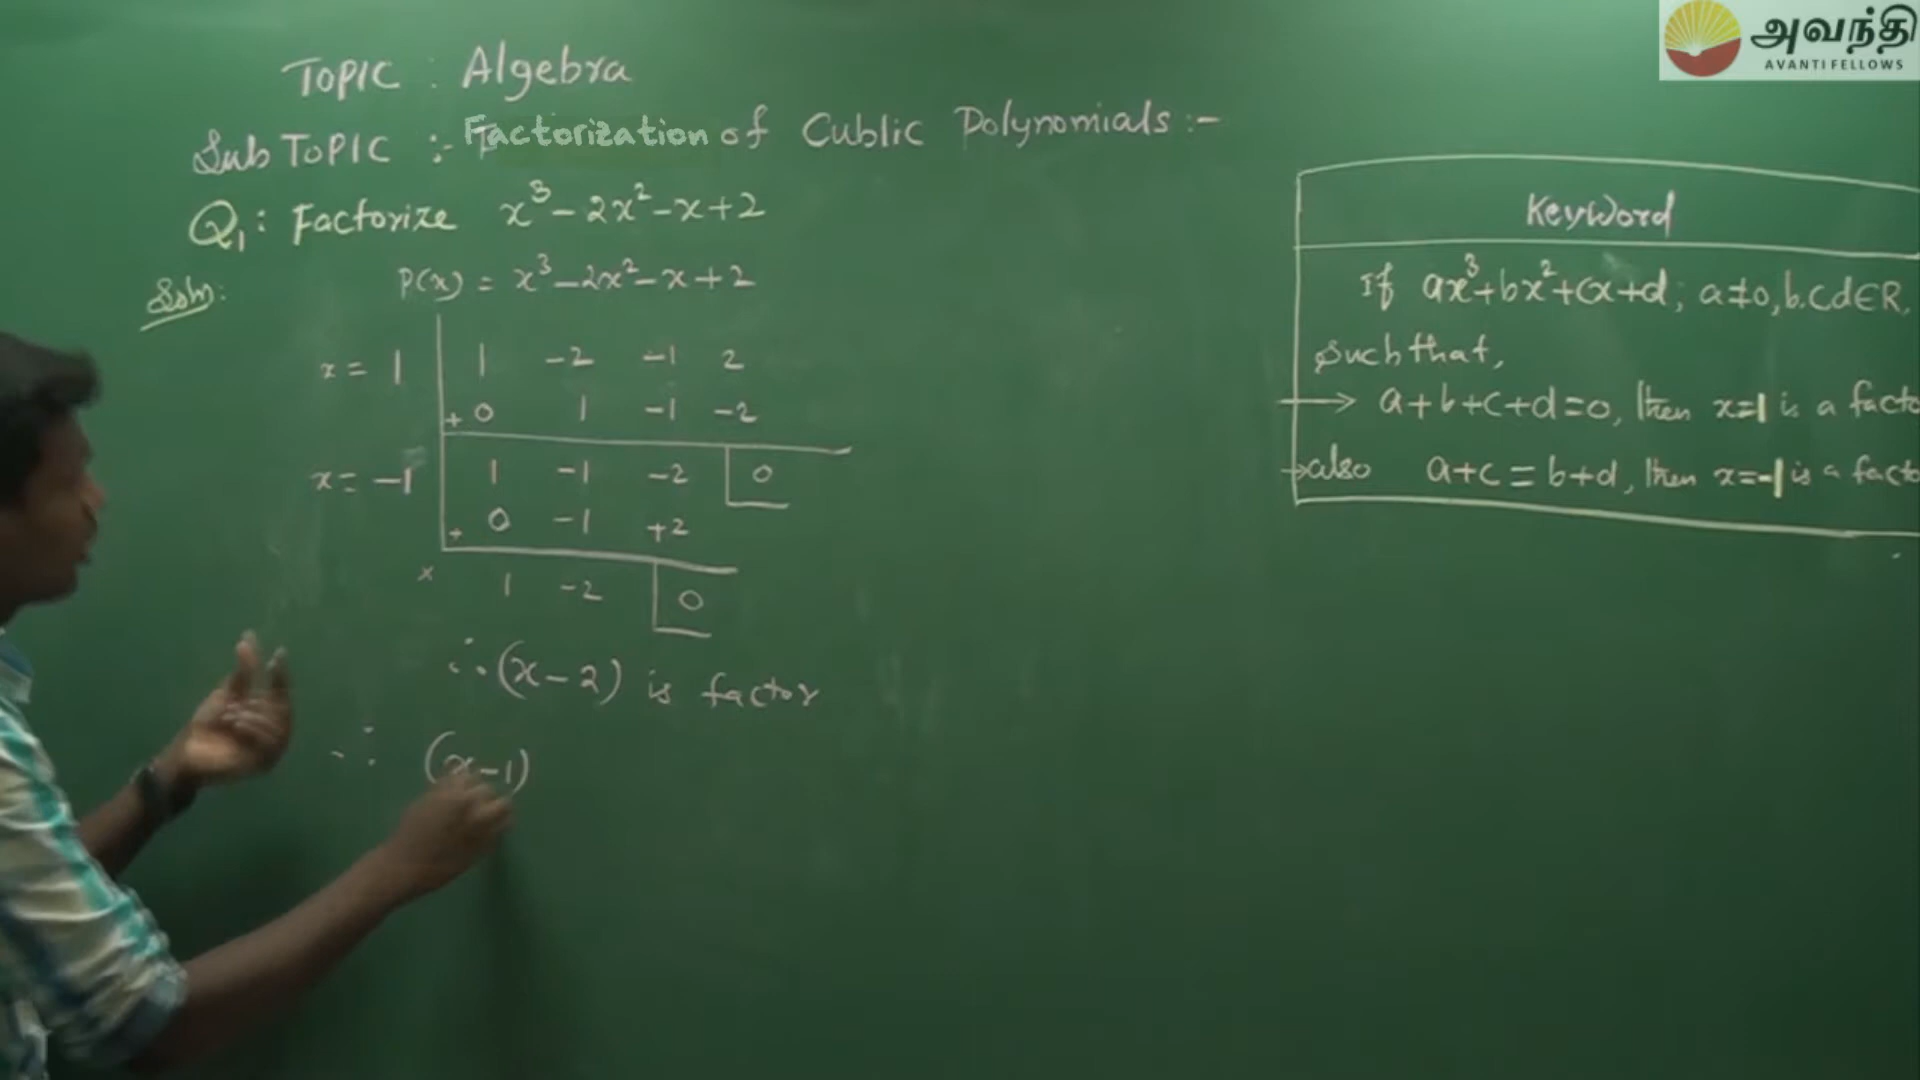 அவந்தி
AVANTI FELLOWS
TOPIC : Algebra
Sub TOPIC :- Factorization of Cublic Polynomials :-
Q1 : Factorize x³ - 2x² - x + 2
Soln:
P(x) = x³ - 2x² - x + 2
x = 1 | 1 -2 -1 2
+ 0 1 -1 -2
x = -1 | 1 -1 -2 | 0
+ 0 -1 +2
x 1 -2 | 0
∴ (x - 2) is factor
∴ (x - 1)
Keyword
If ax³+bx²+cx+d; a≠0, b.cd∈R.
such that,
→ a+b+c+d=0, then x=1 is a facto
→ also a+c = b+d, then x=-1 is a facto